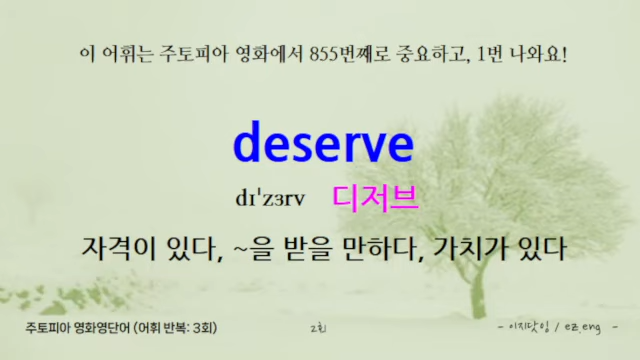 이 어휘는 주토피아 영화에서 855번째로 중요하고, 1번 나와요!
deserve
dɪˈzɜrv 디저브
자격이 있다, ~을 받을 만하다, 가치가 있다
주토피아 영화영단어 (어휘 반복: 3회) 2회 - 이지닷잉 / ez.eng -